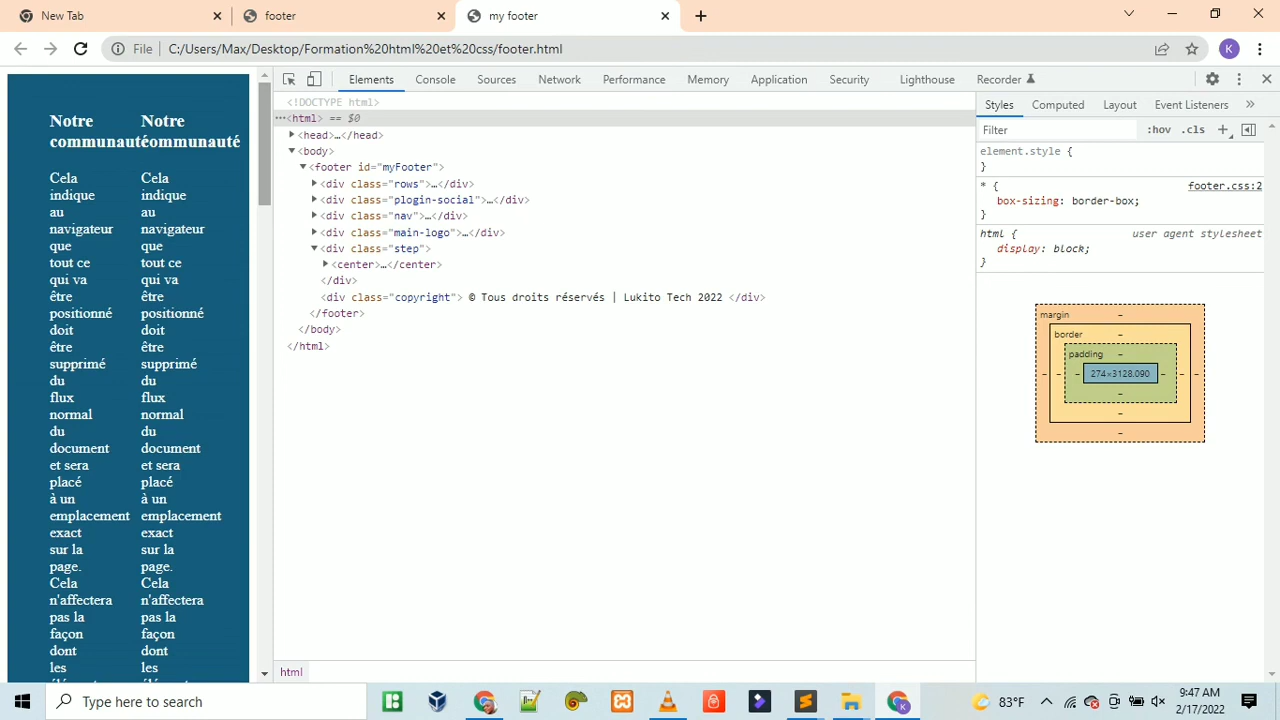 New Tab
footer
my footer
File C:/Users/Max/Desktop/Formation%20html%20et%20css/footer.html
K
Elements Console Sources Network Performance Memory Application Security Lighthouse Recorder
Notre Notre
communauté communauté
Cela Cela
indique indique
au au
navigateur navigateur
que que
tout ce tout ce
qui va qui va
être être
positionné positionné
doit doit
être être
supprimé supprimé
du du
flux flux
normal normal
du du
document document
et sera et sera
placé placé
à un à un
emplacement emplacement
exact exact
sur la sur la
page. page.
Cela Cela
n'affectera n'affectera
pas la pas la
façon façon
dont dont
les les
<!DOCTYPE html>
<html> == $0
<head>…</head>
<body>
<footer id="myFooter">
<div class="rows">…</div>
<div class="plogin-social">…</div>
<div class="nav">…</div>
<div class="main-logo">…</div>
<div class="step">
<center>…</center>
</div>
<div class="copyright"> © Tous droits réservés | Lukito Tech 2022 </div>
</footer>
</body>
</html>
html
Styles Computed Layout Event Listeners »
Filter :hov .cls
element.style {
}
* { footer.css:2
box-sizing: border-box;
}
html { user agent stylesheet
display: block;
}
margin -
border -
padding -
- - - 274×3128.090 - - -
-
-
-
Type here to search
83°F
9:47 AM
2/17/2022